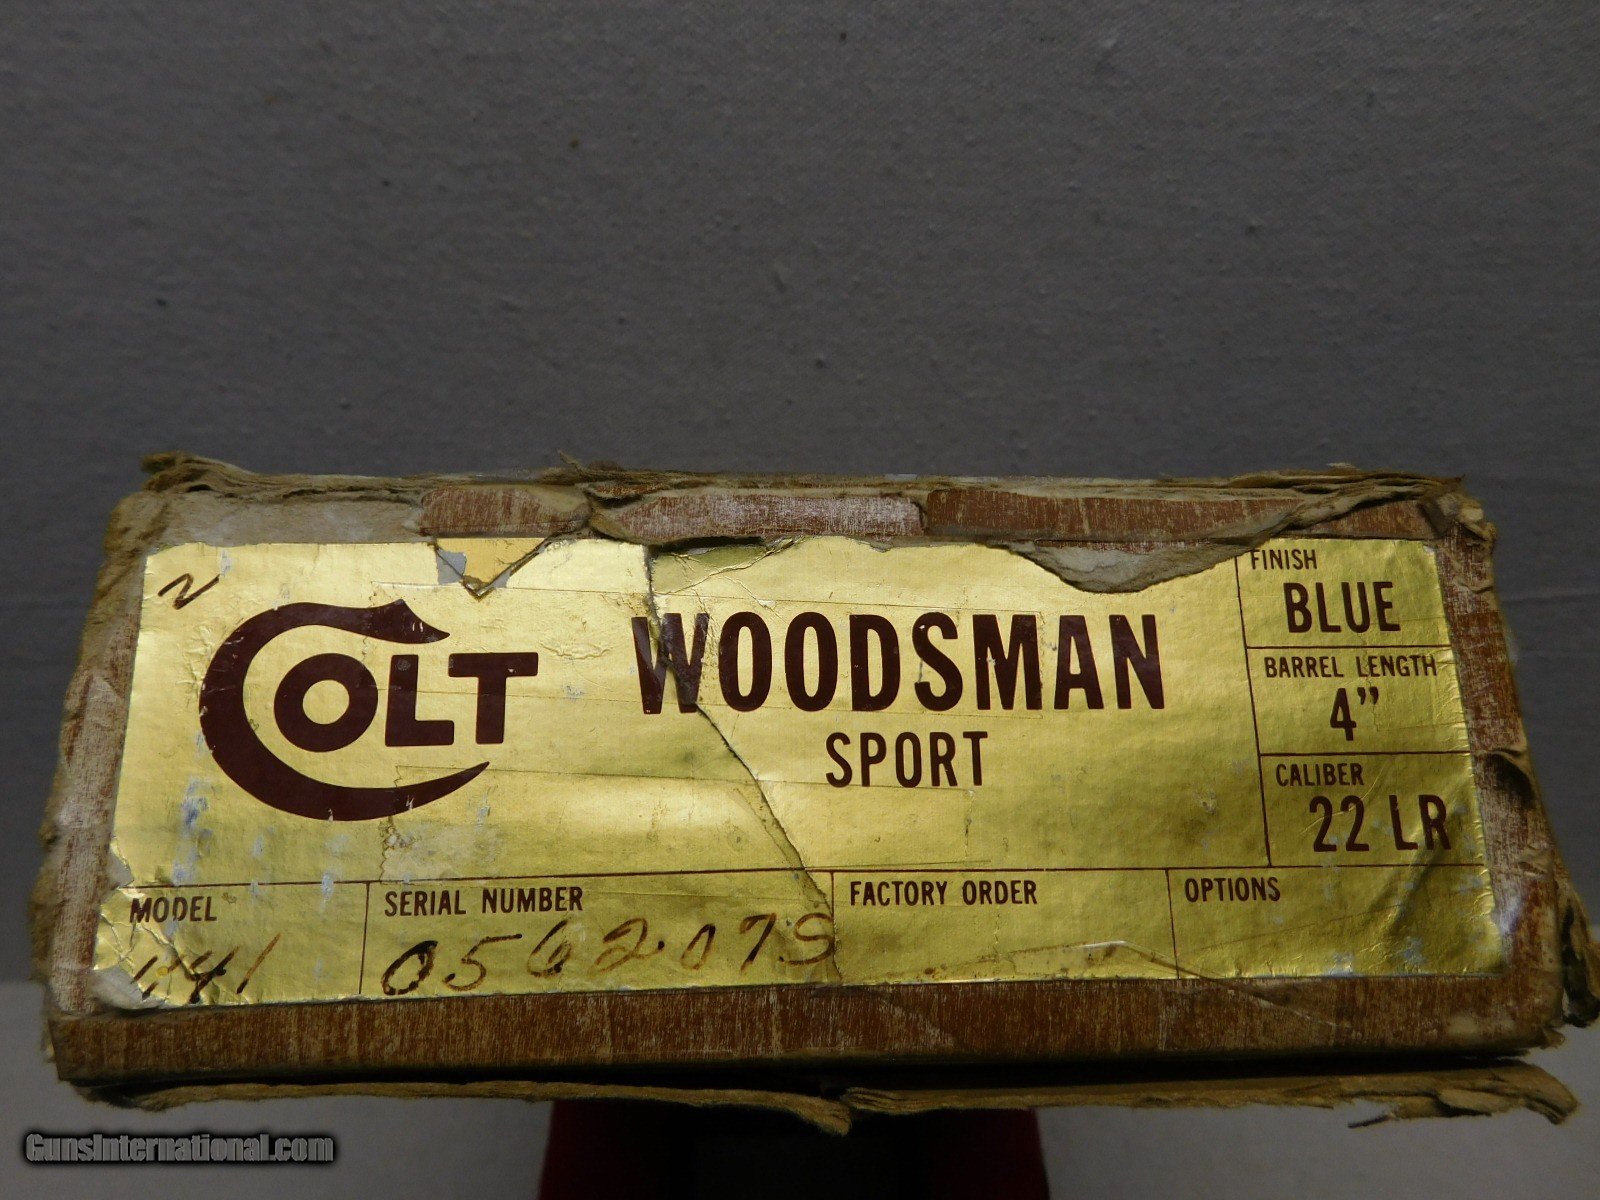 N
COLT
WOODSMAN
SPORT
FINISH
BLUE
BARREL LENGTH
4”
CALIBER
22 LR
MODEL
SERIAL NUMBER
056207S
FACTORY ORDER
OPTIONS
GunsInternational.com